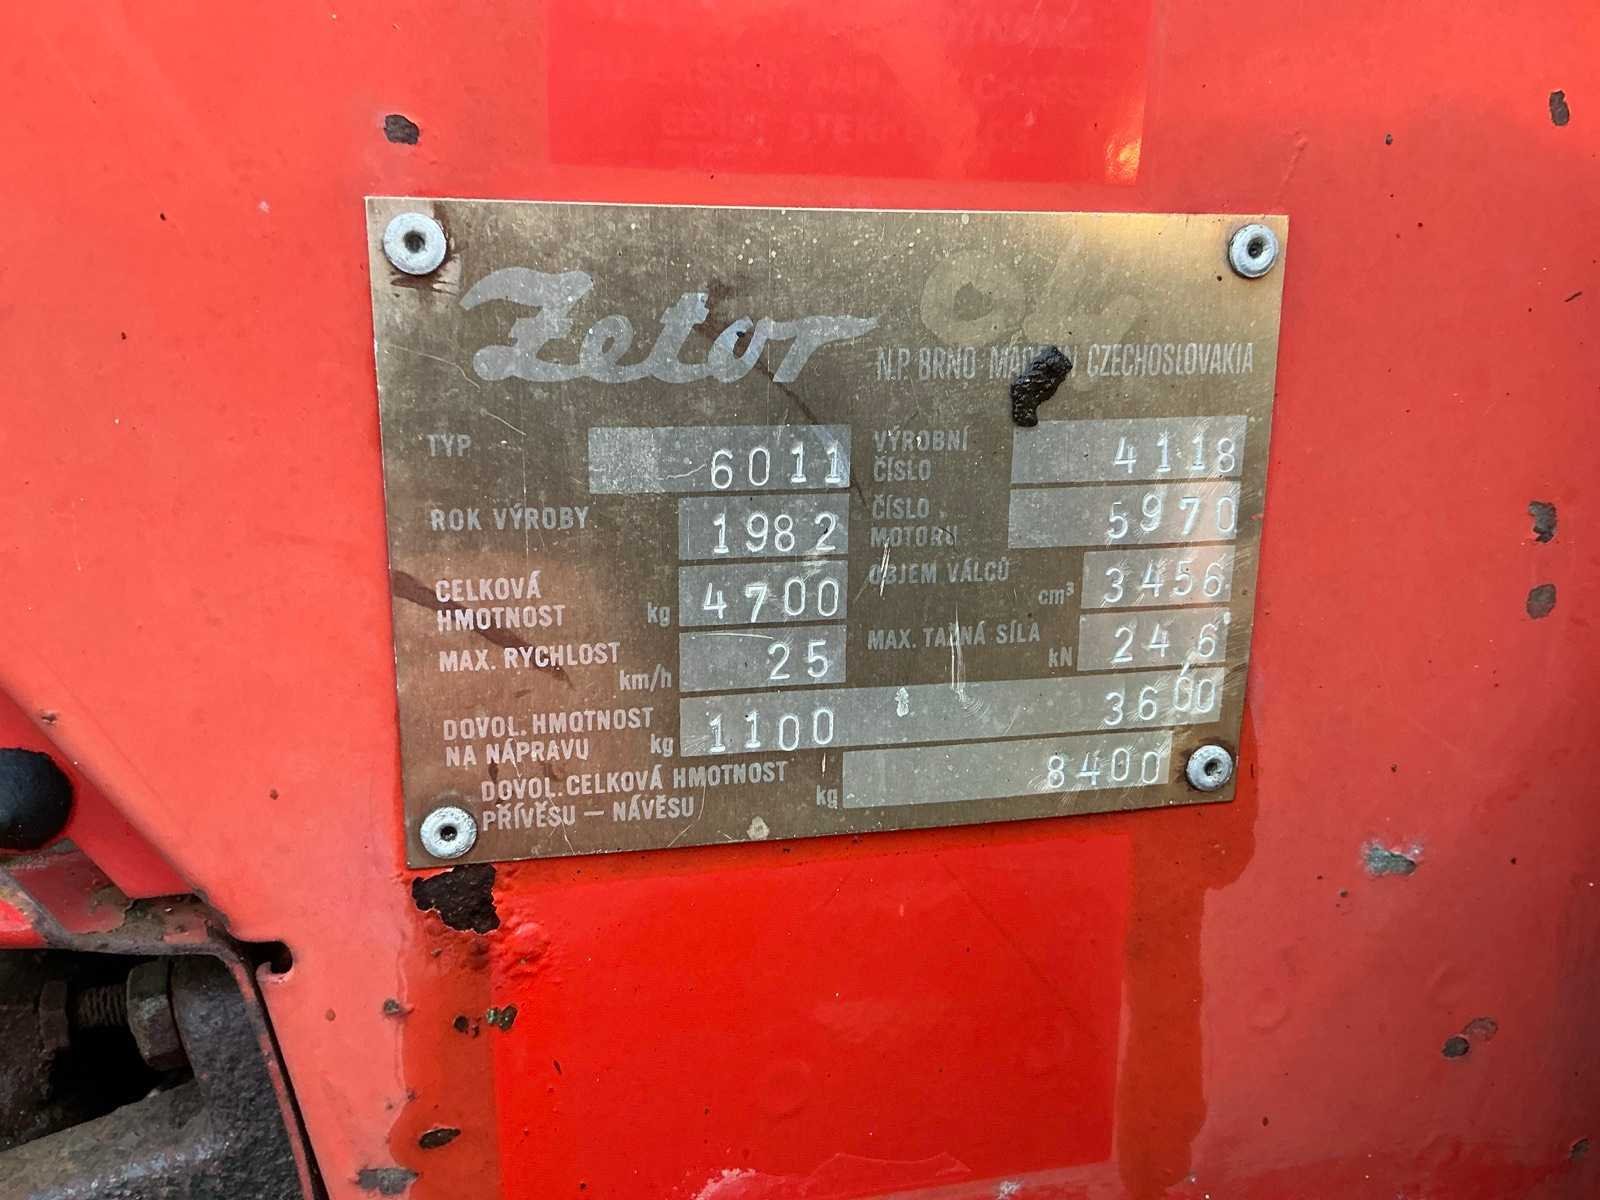 Zetor
N.P. BRNO MADE IN CZECHOSLOVAKIA
TYP 6011
VÝROBNÍ ČÍSLO 4118
ROK VÝROBY 1982
ČÍSLO MOTORU 5970
CELKOVÁ HMOTNOST kg 4700
OBJEM VÁLCŮ cm³ 3456
MAX. RYCHLOST km/h 25
MAX. TAŽNÁ SÍLA kN 24,6
DOVOL. HMOTNOST NA NÁPRAVU kg 1100 3600
DOVOL. CELKOVÁ HMOTNOST PŘÍVĚSU – NÁVĚSU kg 8400